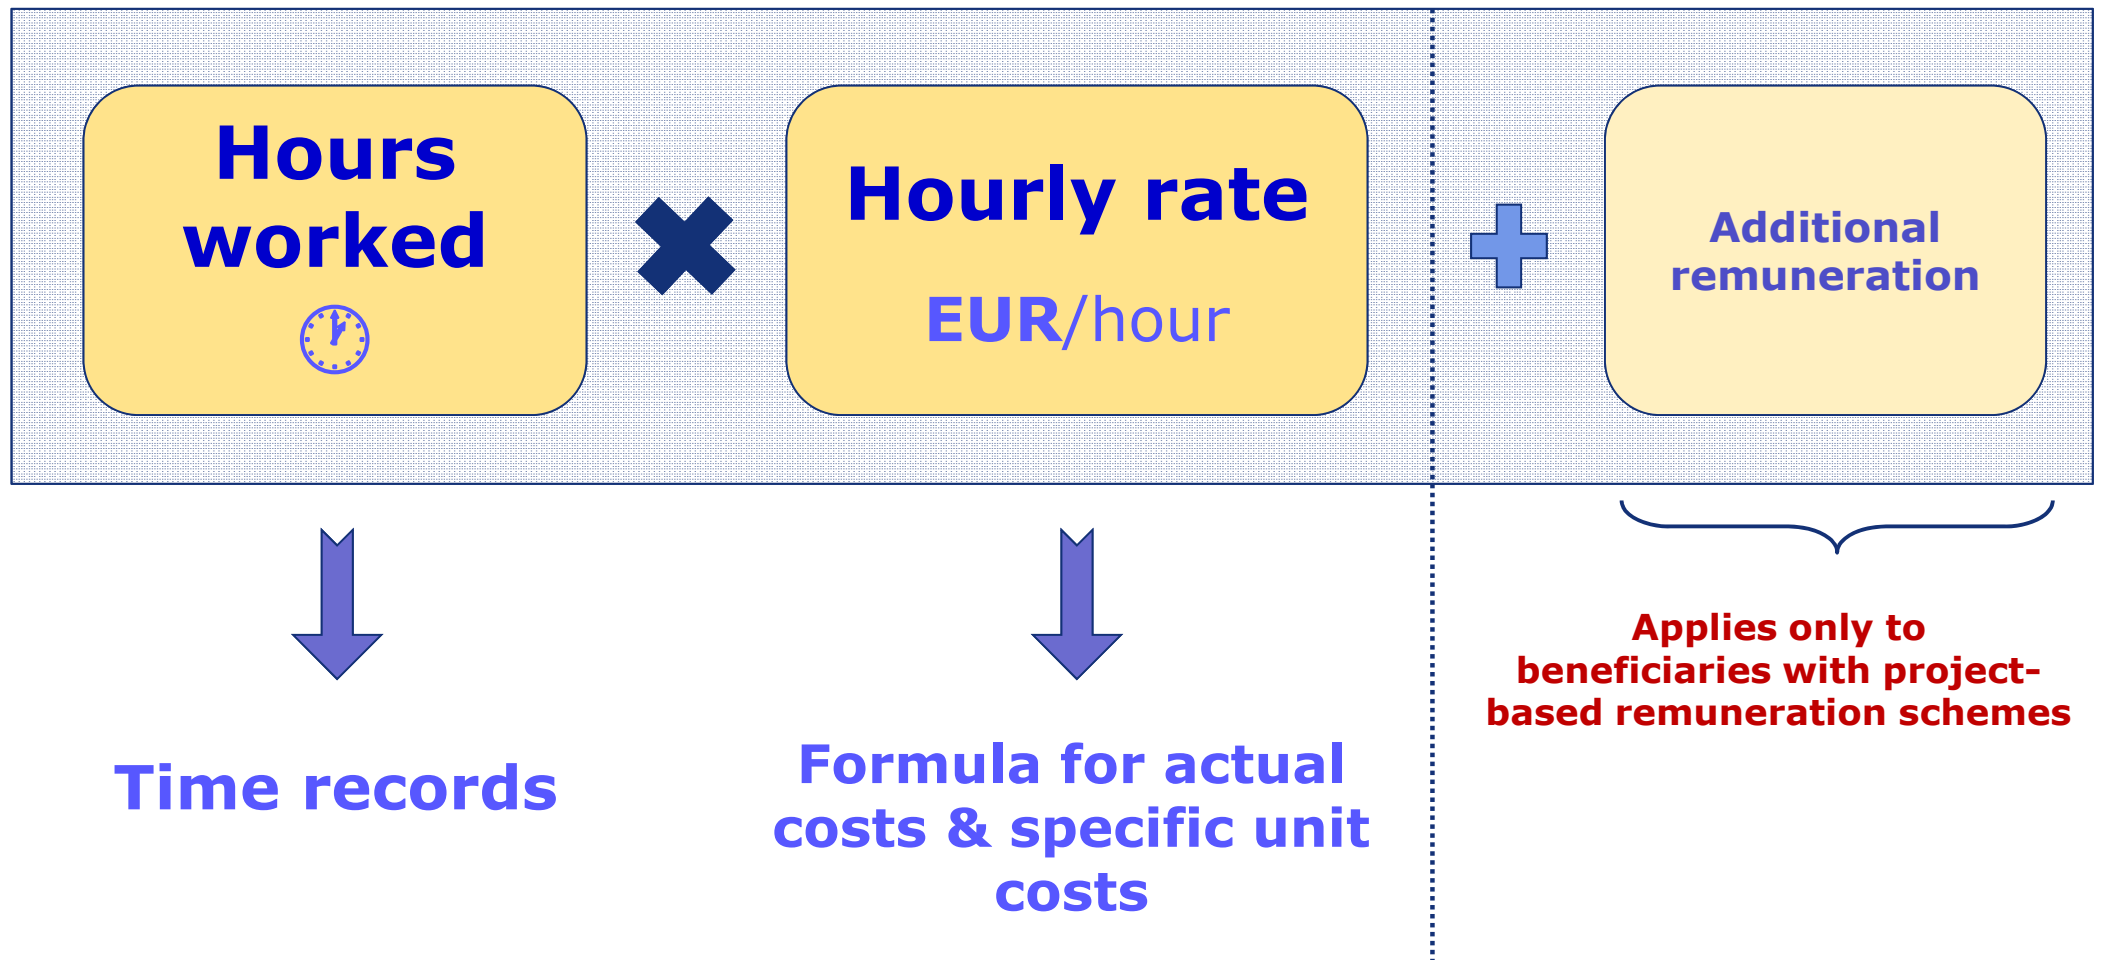 Hours
worked
Hourly rate
EUR/hour
Additional
remuneration
Time records
Formula for actual
costs & specific unit
costs
Applies only to
beneficiaries with project-
based remuneration schemes